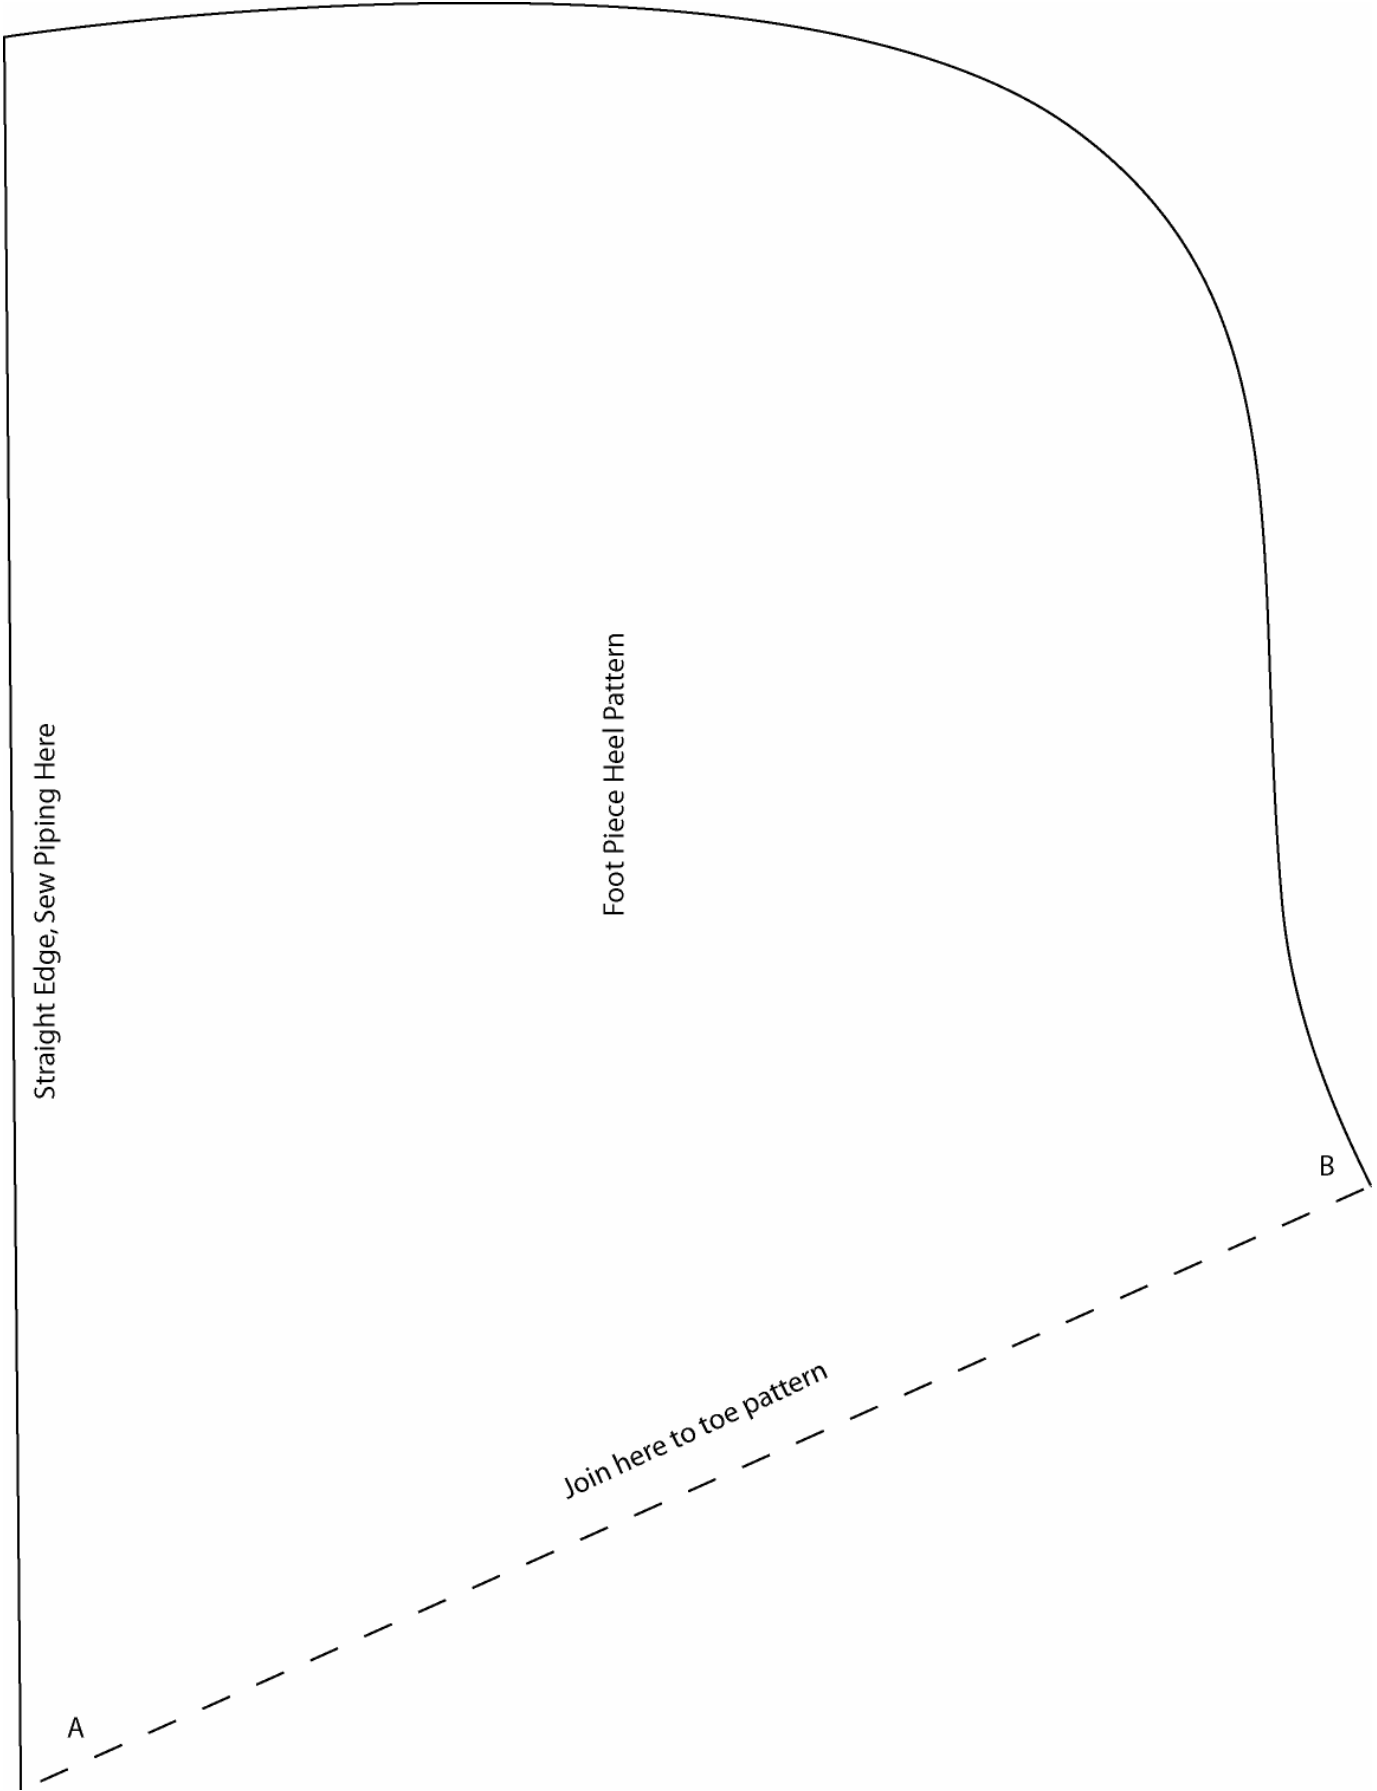 Straight Edge, Sew Piping Here
Foot Piece Heel Pattern
B
Join here to toe pattern
A